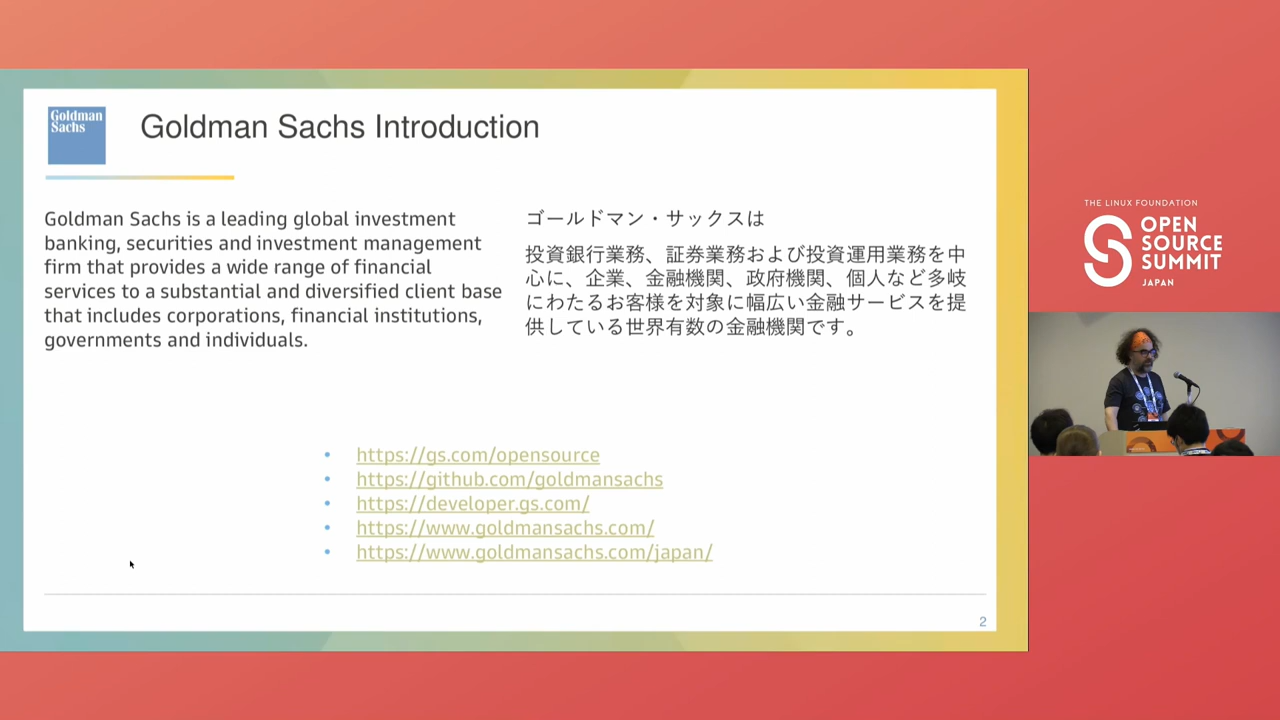 Goldman
Sachs
Goldman Sachs Introduction
Goldman Sachs is a leading global investment
banking, securities and investment management
firm that provides a wide range of financial
services to a substantial and diversified client base
that includes corporations, financial institutions,
governments and individuals.
ゴールドマン・サックスは
投資銀行業務、証券業務および投資運用業務を中
心に、企業、金融機関、政府機関、個人など多岐
にわたるお客様を対象に幅広い金融サービスを提
供している世界有数の金融機関です。
• https://gs.com/opensource
• https://github.com/goldmansachs
• https://developer.gs.com/
• https://www.goldmansachs.com/
• https://www.goldmansachs.com/japan/
2
THE LINUX FOUNDATION
OPEN
SOURCE
SUMMIT
JAPAN